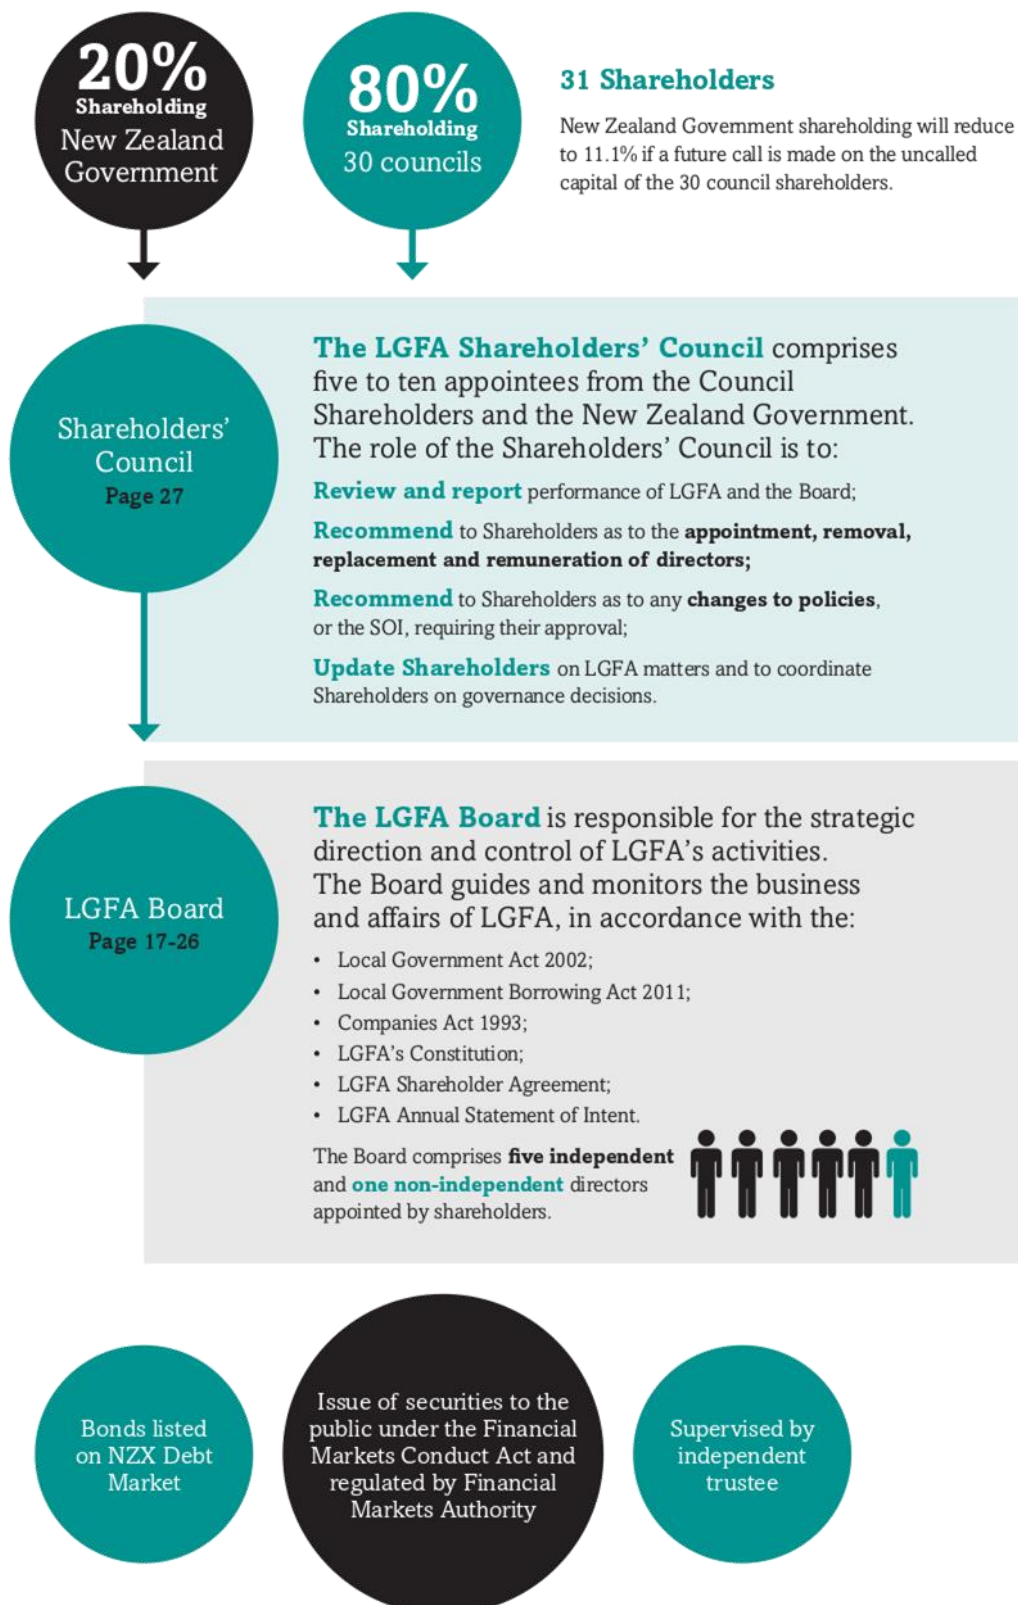 20%
Shareholding
New Zealand
Government
80%
Shareholding
30 councils
31 Shareholders
New Zealand Government shareholding will reduce
to 11.1% if a future call is made on the uncalled
capital of the 30 council shareholders.
Shareholders’
Council
Page 27
The LGFA Shareholders’ Council comprises
five to ten appointees from the Council
Shareholders and the New Zealand Government.
The role of the Shareholders’ Council is to:
Review and report performance of LGFA and the Board;
Recommend to Shareholders as to the appointment, removal,
replacement and remuneration of directors;
Recommend to Shareholders as to any changes to policies,
or the SOI, requiring their approval;
Update Shareholders on LGFA matters and to coordinate
Shareholders on governance decisions.
LGFA Board
Page 17-26
The LGFA Board is responsible for the strategic
direction and control of LGFA’s activities.
The Board guides and monitors the business
and affairs of LGFA, in accordance with the:
• Local Government Act 2002;
• Local Government Borrowing Act 2011;
• Companies Act 1993;
• LGFA’s Constitution;
• LGFA Shareholder Agreement;
• LGFA Annual Statement of Intent.
The Board comprises five independent
and one non-independent directors
appointed by shareholders.
Bonds listed
on NZX Debt
Market
Issue of securities to the
public under the Financial
Markets Conduct Act and
regulated by Financial
Markets Authority
Supervised by
independent
trustee